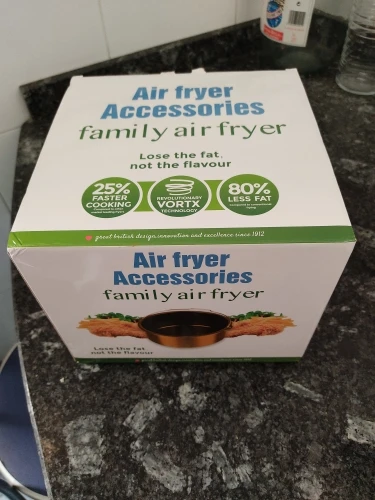 Air fryer
Accessories
family air fryer
Lose the fat,
not the flavour
25%
FASTER
COOKING
REVOLUTIONARY
VORTX
TECHNOLOGY
80%
LESS FAT
great british design, innovation and excellence since 1912
Air fryer
Accessories
family air fryer
Lose the fat
not the flavour